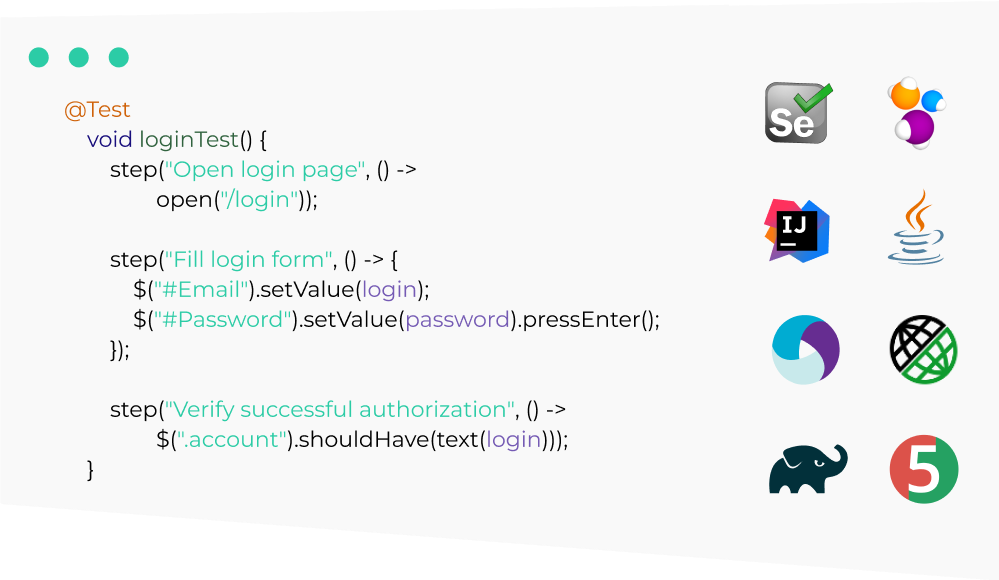 @Test
void loginTest() {
step("Open login page", () ->
open("/login"));
step("Fill login form", () -> {
$("#Email").setValue(login);
$("#Password").setValue(password).pressEnter();
});
step("Verify successful authorization", () ->
$(".account").shouldHave(text(login)));
}
Se
IJ
5